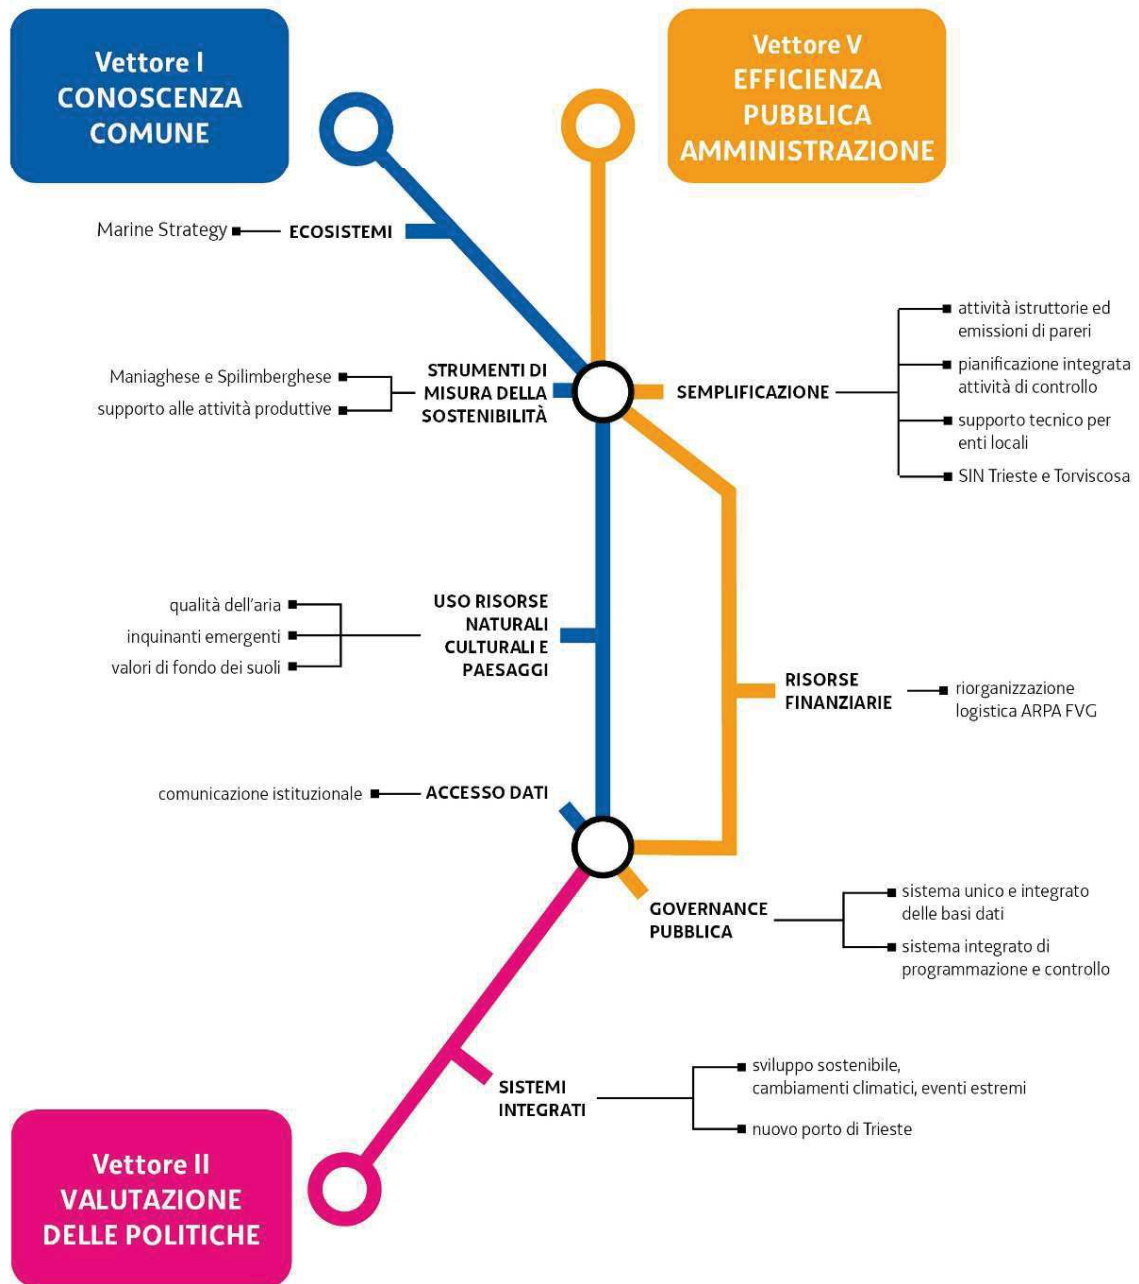 Vettore I
CONOSCENZA
COMUNE
Vettore V
EFFICIENZA
PUBBLICA
AMMINISTRAZIONE
Marine Strategy
ECOSISTEMI
Maniaghese e Spilimberghese
supporto alle attività produttive
STRUMENTI DI
MISURA DELLA
SOSTENIBILITÀ
SEMPLIFICAZIONE
attività istruttorie ed
emissioni di pareri
pianificazione integrata
attività di controllo
supporto tecnico per
enti locali
SIN Trieste e Torviscosa
qualità dell'aria
inquinanti emergenti
valori di fondo dei suoli
USO RISORSE
NATURALI
CULTURALI E
PAESAGGI
RISORSE
FINANZIARIE
riorganizzazione
logistica ARPA FVG
comunicazione istituzionale
ACCESSO DATI
GOVERNANCE
PUBBLICA
sistema unico e integrato
delle basi dati
sistema integrato di
programmazione e controllo
SISTEMI
INTEGRATI
sviluppo sostenibile,
cambiamenti climatici, eventi estremi
nuovo porto di Trieste
Vettore II
VALUTAZIONE
DELLE POLITICHE